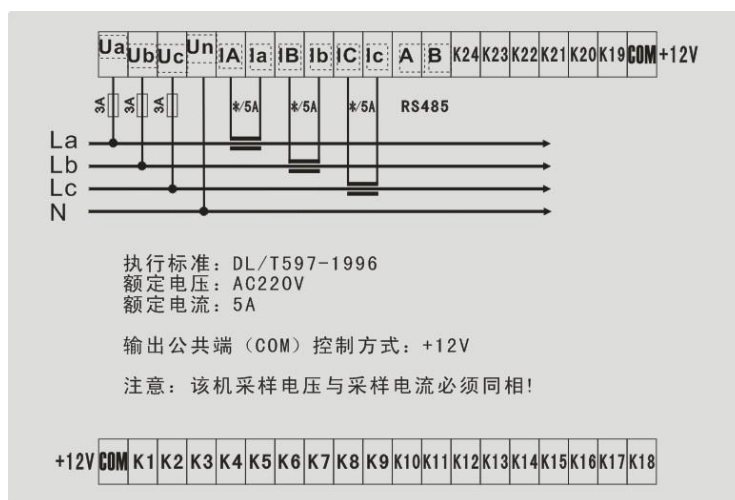 Ua Ub Uc Un IA Ia IB Ib IC Ic A B K24 K23 K22 K21 K20 K19 COM +12V
3A 3A 3A */5A */5A */5A RS485
La
Lb
Lc
N
执行标准：DL/T597-1996
额定电压：AC220V
额定电流：5A
输出公共端（COM）控制方式：+12V
注意：该机采样电压与采样电流必须同相!
+12V COM K1 K2 K3 K4 K5 K6 K7 K8 K9 K10 K11 K12 K13 K14 K15 K16 K17 K18